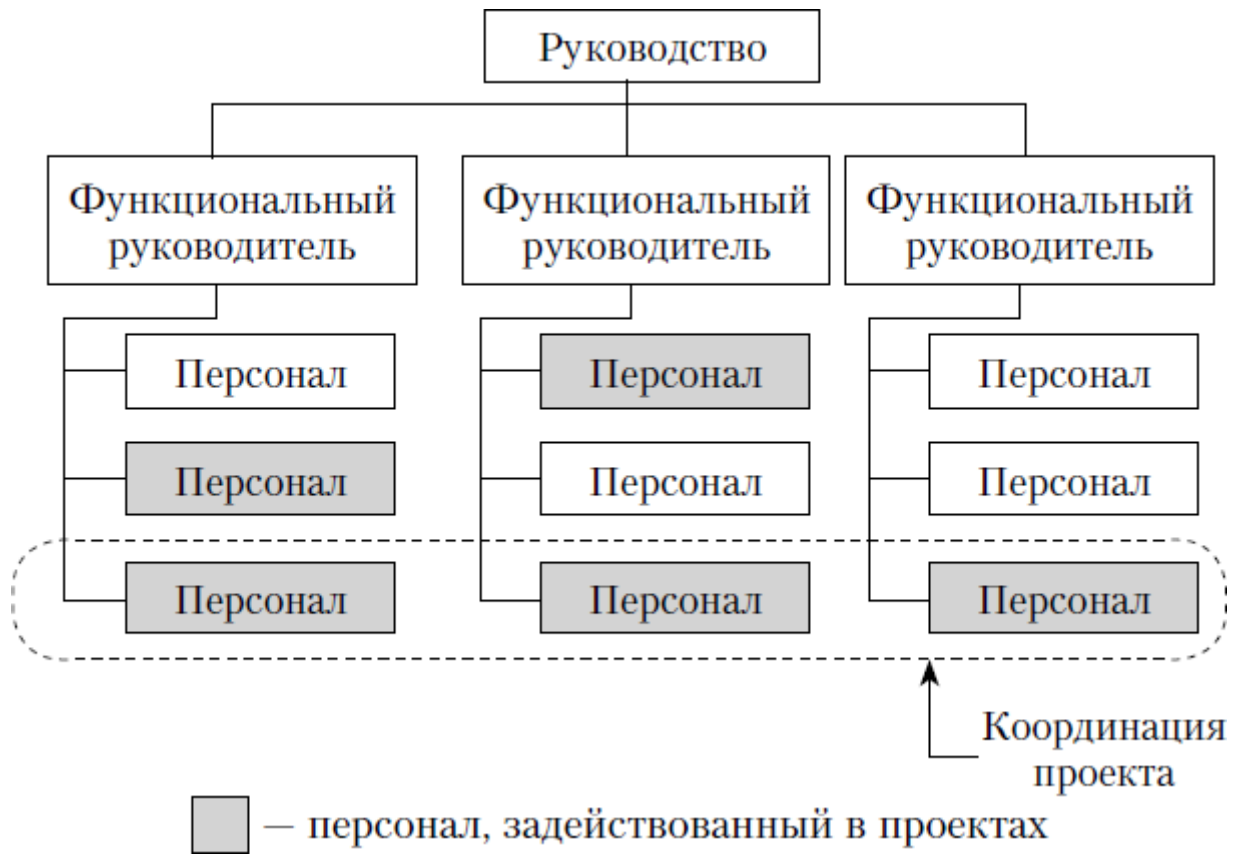 Руководство
Функциональный
руководитель
Функциональный
руководитель
Функциональный
руководитель
Персонал
Персонал
Персонал
Персонал
Персонал
Персонал
Персонал
Персонал
Персонал
Координация
проекта
— персонал, задействованный в проектах